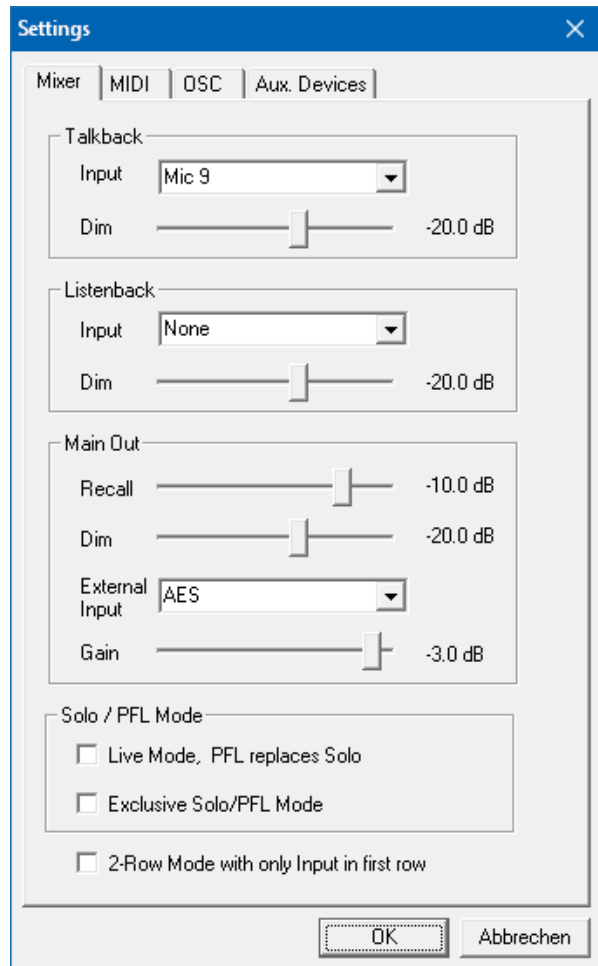 Settings
Mixer MIDI OSC Aux. Devices
Talkback
Input Mic 9
Dim -20.0 dB
Listenback
Input None
Dim -20.0 dB
Main Out
Recall -10.0 dB
Dim -20.0 dB
External
Input AES
Gain -3.0 dB
Solo / PFL Mode
Live Mode, PFL replaces Solo
Exclusive Solo/PFL Mode
2-Row Mode with only Input in first row
OK Abbrechen